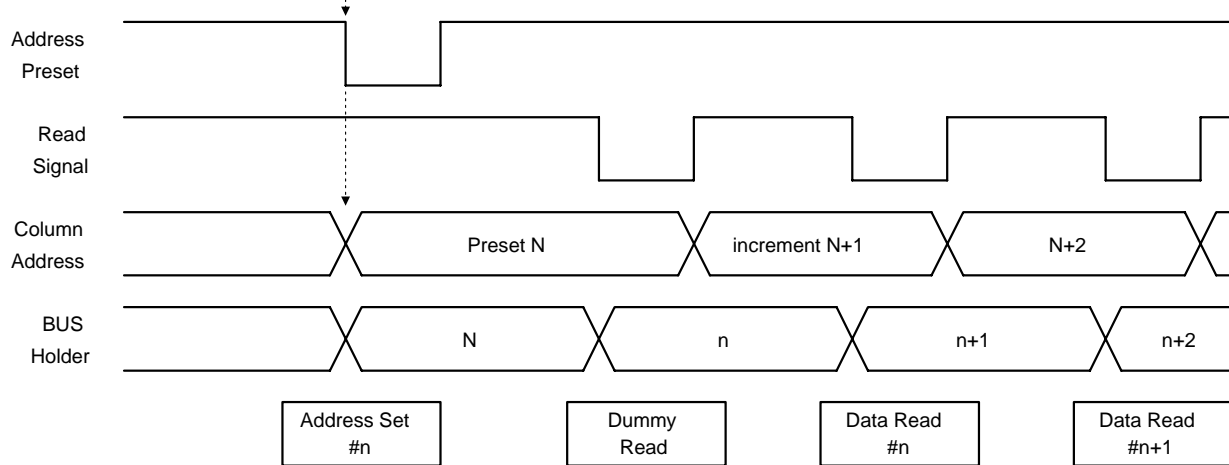 Address
Preset
Read
Signal
Column
Address
Preset N
increment N+1
N+2
BUS
Holder
N
n
n+1
n+2
Address Set
#n
Dummy
Read
Data Read
#n
Data Read
#n+1